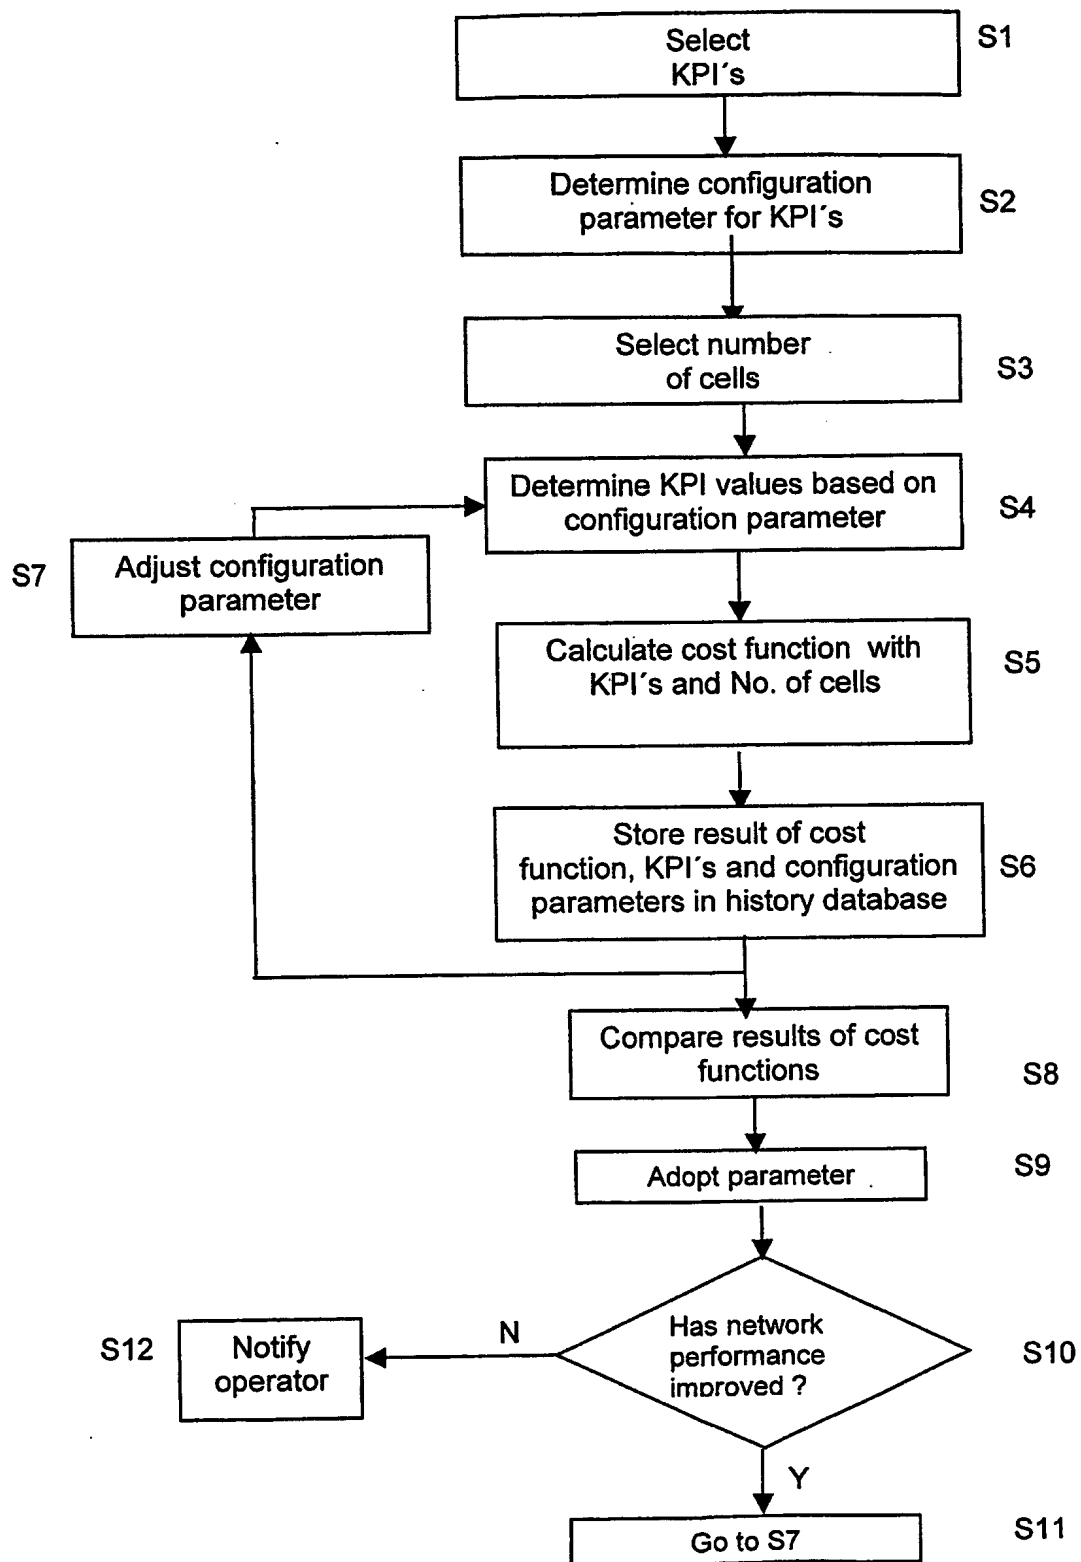 Select
KPI´s
S1
Determine configuration
parameter for KPI´s
S2
Select number
of cells
S3
Determine KPI values based on
configuration parameter
S4
S7
Adjust configuration
parameter
Calculate cost function with
KPI´s and No. of cells
S5
Store result of cost
function, KPI´s and configuration
parameters in history database
S6
Compare results of cost
functions
S8
Adopt parameter
S9
Has network
performance
improved ?
S10
N
S12
Notify
operator
Y
Go to S7
S11